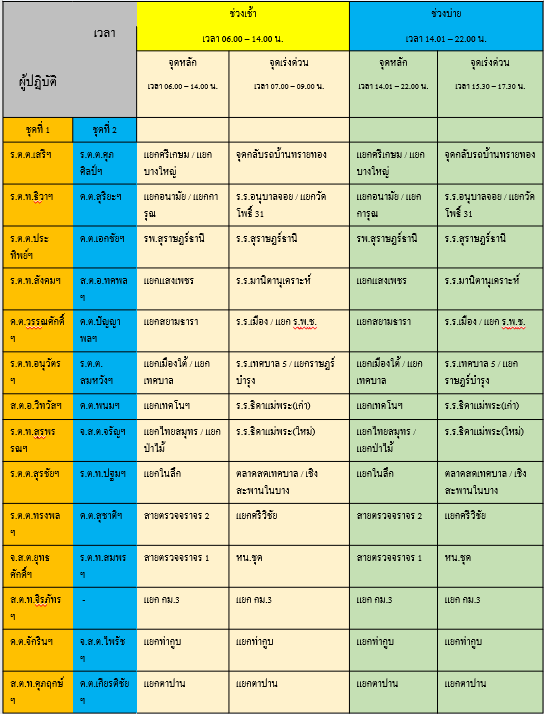 เวลา
ผู้ปฏิบัติ
ช่วงเช้า
เวลา 06.00 – 14.00 น.
ช่วงบ่าย
เวลา 14.01 – 22.00 น.
จุดหลัก
เวลา 06.00 – 14.00 น.
จุดเร่งด่วน
เวลา 07.00 – 09.00 น.
จุดหลัก
เวลา 14.01 – 22.00 น.
จุดเร่งด่วน
เวลา 15.30 - 17.30 น.
ชุดที่ 1
ชุดที่ 2
ร.ต.ต.เสริฯ
ร.ต.ต.ศุภ
ศิลป์ฯ
แยกศรีเกษม / แยก
บางใหญ่
จุดกลับรถบ้านทรายทอง
แยกศรีเกษม / แยก
บางใหญ่
จุดกลับรถบ้านทรายทอง
ร.ต.ท.ธิวาฯ
ด.ต.สุริยะฯ
แยกอนามัย / แยกกา
รุณ
ร.ร.อนุบาลจอย / แยกวัด
โพธิ์ 31
แยกอนามัย / แยก
การุณ
ร.ร.อนุบาลจอย / แยกวัด
โพธิ์ 31
ร.ต.ต.ประ
ทีพย์ฯ
ด.ต.เอกชัยฯ
รพ.สุราษฎร์ธานี
ร.ร.สุราษฎร์ธานี
รพ.สุราษฎร์ธานี
ร.ร.สุราษฎร์ธานี
ร.ต.ท.สังคมฯ
ส.ต.อ.ทศพล
ฯ
แยกแสงเพชร
ร.ร.มานิตานุเคราะห์
แยกแสงเพชร
ร.ร.มานิตานุเคราะห์
ด.ต.วรรณศักดิ์
ฯ
ด.ต.ปัญญา
พลฯ
แยกสยามธารา
ร.ร.เมือง / แยก ร.พ.ช.
แยกสยามธารา
ร.ร.เมือง / แยก ร.พ.ช.
ร.ต.ท.อนุวัตร
ฯ
ร.ต.ต.
สมหวังฯ
แยกเมืองใต้ / แยก
เทศบาล
ร.ร.เทศบาล 5 / แยกราษฎร์
บำรุง
แยกเมืองใต้ / แยก
เทศบาล
ร.ร.เทศบาล 5 / แยก
ราษฎร์บำรุง
ส.ต.อ.วิทวัสฯ
ด.ต.พนมฯ
แยกเทคโนฯ
ร.ร.ธิดาแม่พระ(เก่า)
แยกเทคโนฯ
ร.ร.ธิดาแม่พระ(เก่า)
ร.ต.ท.สุรพร
รณฯ
จ.ส.ต.จรัญฯ
แยกไทยสมุทร / แยก
ป่าไม้
ร.ร.ธิดาแม่พระ(ใหม่)
แยกไทยสมุทร /
แยกป่าไม้
ร.ร.ธิดาแม่พระ(ใหม่)
ร.ต.ต.สุรชัยฯ
ร.ต.ท.ปฐมฯ
แยกในลึก
ตลาดสดเทศบาล / เชิง
สะพานในบาง
แยกในลึก
ตลาดสดเทศบาล / เชิง
สะพานในบาง
ร.ต.ต.ทรงพล
ฯ
ด.ต.สุชาติฯ
สายตรวจจราจร 2
แยกศรีวิชัย
สายตรวจจราจร 2
แยกศรีวิชัย
จ.ส.ต.ยุทธ
ศักดิ์ฯ
ร.ต.ท.สมพร
ฯ
สายตรวจจราจร 1
หน.ชุด
สายตรวจจราจร 1
หน.ชุด
ส.ต.ท.จิรภัทร
ฯ
-
แยก กม.3
แยก กม.3
แยก กม.3
แยก กม.3
ด.ต.จักรินฯ
จ.ส.ต.ไพรัช
ฯ
แยกท่ากูบ
แยกท่ากูบ
แยกท่ากูบ
แยกท่ากูบ
ส.ต.ท.ศุภฤกษ์
ฯ
ด.ต.เกียรติชัย
ฯ
แยกตาปาน
แยกตาปาน
แยกตาปาน
แยกตาปาน